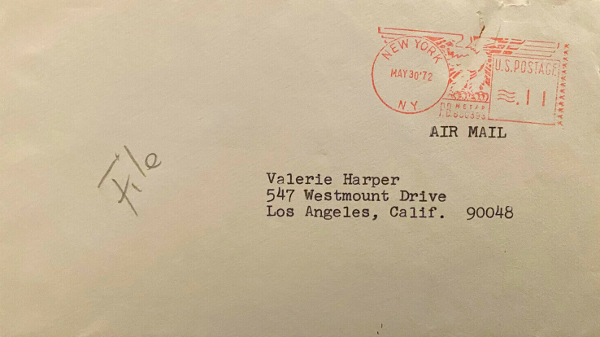 NEW YORK
MAY 30'72
N Y
U.S. POSTAGE
.11
P.B. METER
AIR MAIL
File
Valerie Harper
547 Westmount Drive
Los Angeles, Calif. 90048